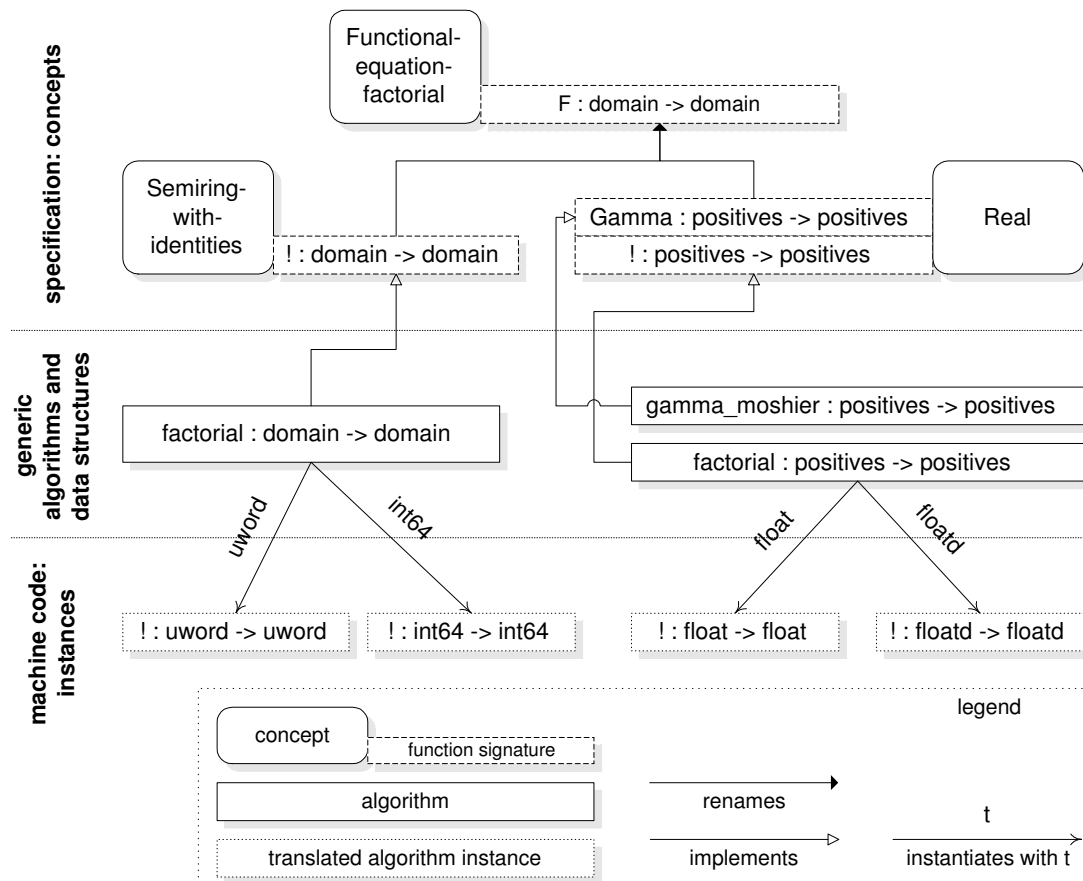 specification: concepts
Functional-
equation-
factorial
F : domain -> domain
Semiring-
with-
identities
! : domain -> domain
Gamma : positives -> positives
! : positives -> positives
Real
generic
algorithms and
data structures
factorial : domain -> domain
gamma_moshier : positives -> positives
factorial : positives -> positives
uword
int64
float
floatd
machine code:
instances
! : uword -> uword
! : int64 -> int64
! : float -> float
! : floatd -> floatd
legend
concept
function signature
algorithm
translated algorithm instance
renames
implements
t
instantiates with t